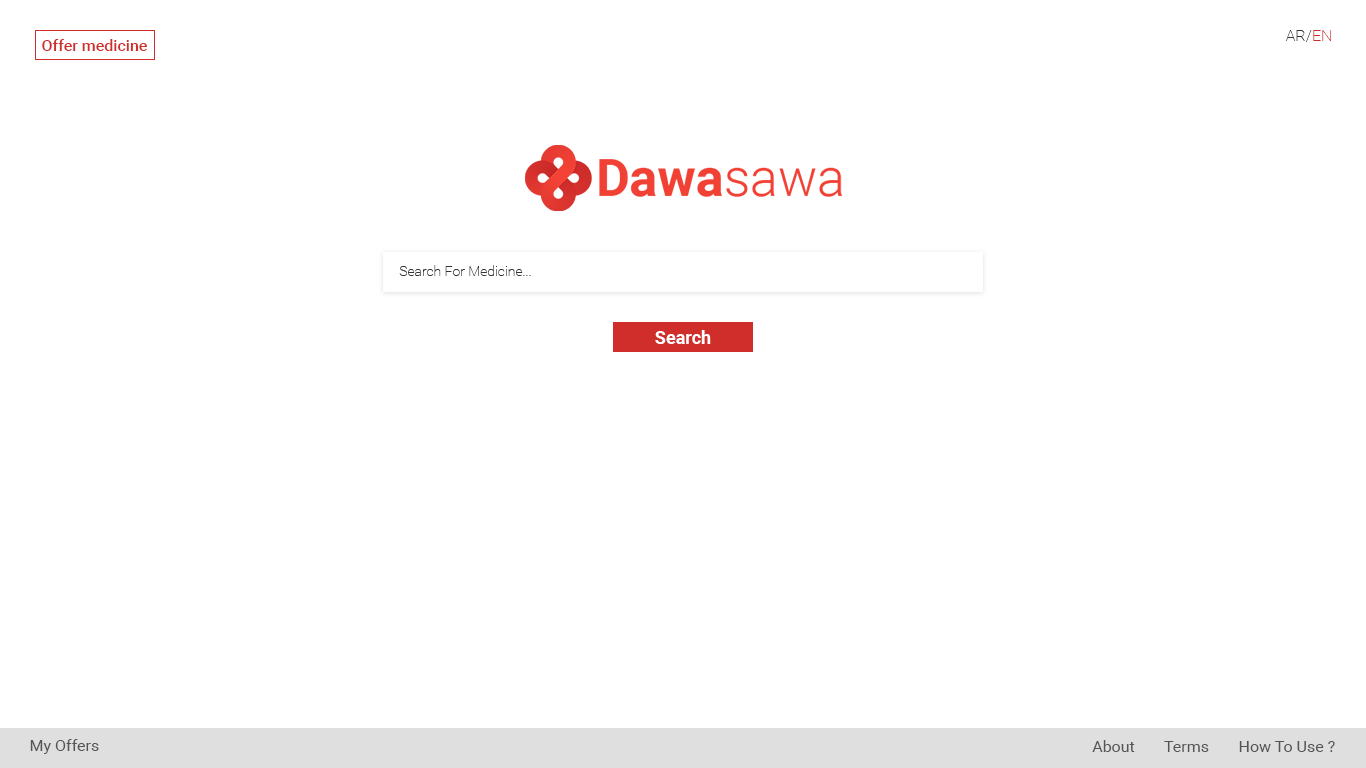 Offer medicine
AR/EN
Dawasawa
Search For Medicine...
Search
My Offers
About
Terms
How To Use ?